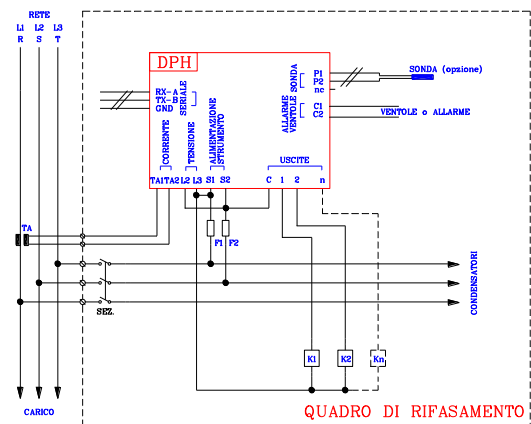 RETE
L1 L2 L3
R S T
DPH
RX-A
TX-B
GND
SERIALE
SONDA
P1
P2
nc
SONDA (opzione)
ALLARME
VENTOLE
C1
C2
VENTOLE o ALLARME
CORRENTE
TENSIONE
ALIMENTAZIONE
STRUMENTO
USCITE
TA1 TA2 L2 L3 S1 S2 C 1 2 n
TA
F1 F2
SEZ.
CONDENSATORI
K1 K2 Kn
CARICO
QUADRO DI RIFASAMENTO